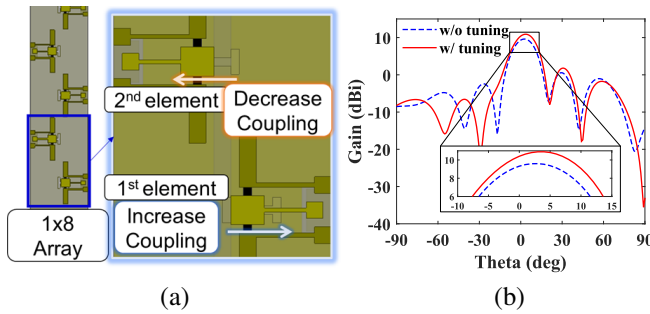 2nd element
Decrease
Coupling
1st element
Increase
Coupling
1x8
Array
(a)
w/o tuning
w/ tuning
Gain (dBi)
10
0
-10
-20
-30
-40
10
8
6
-10 -5 0 5 10 15
-90 -60 -30 0 30 60 90
Theta (deg)
(b)